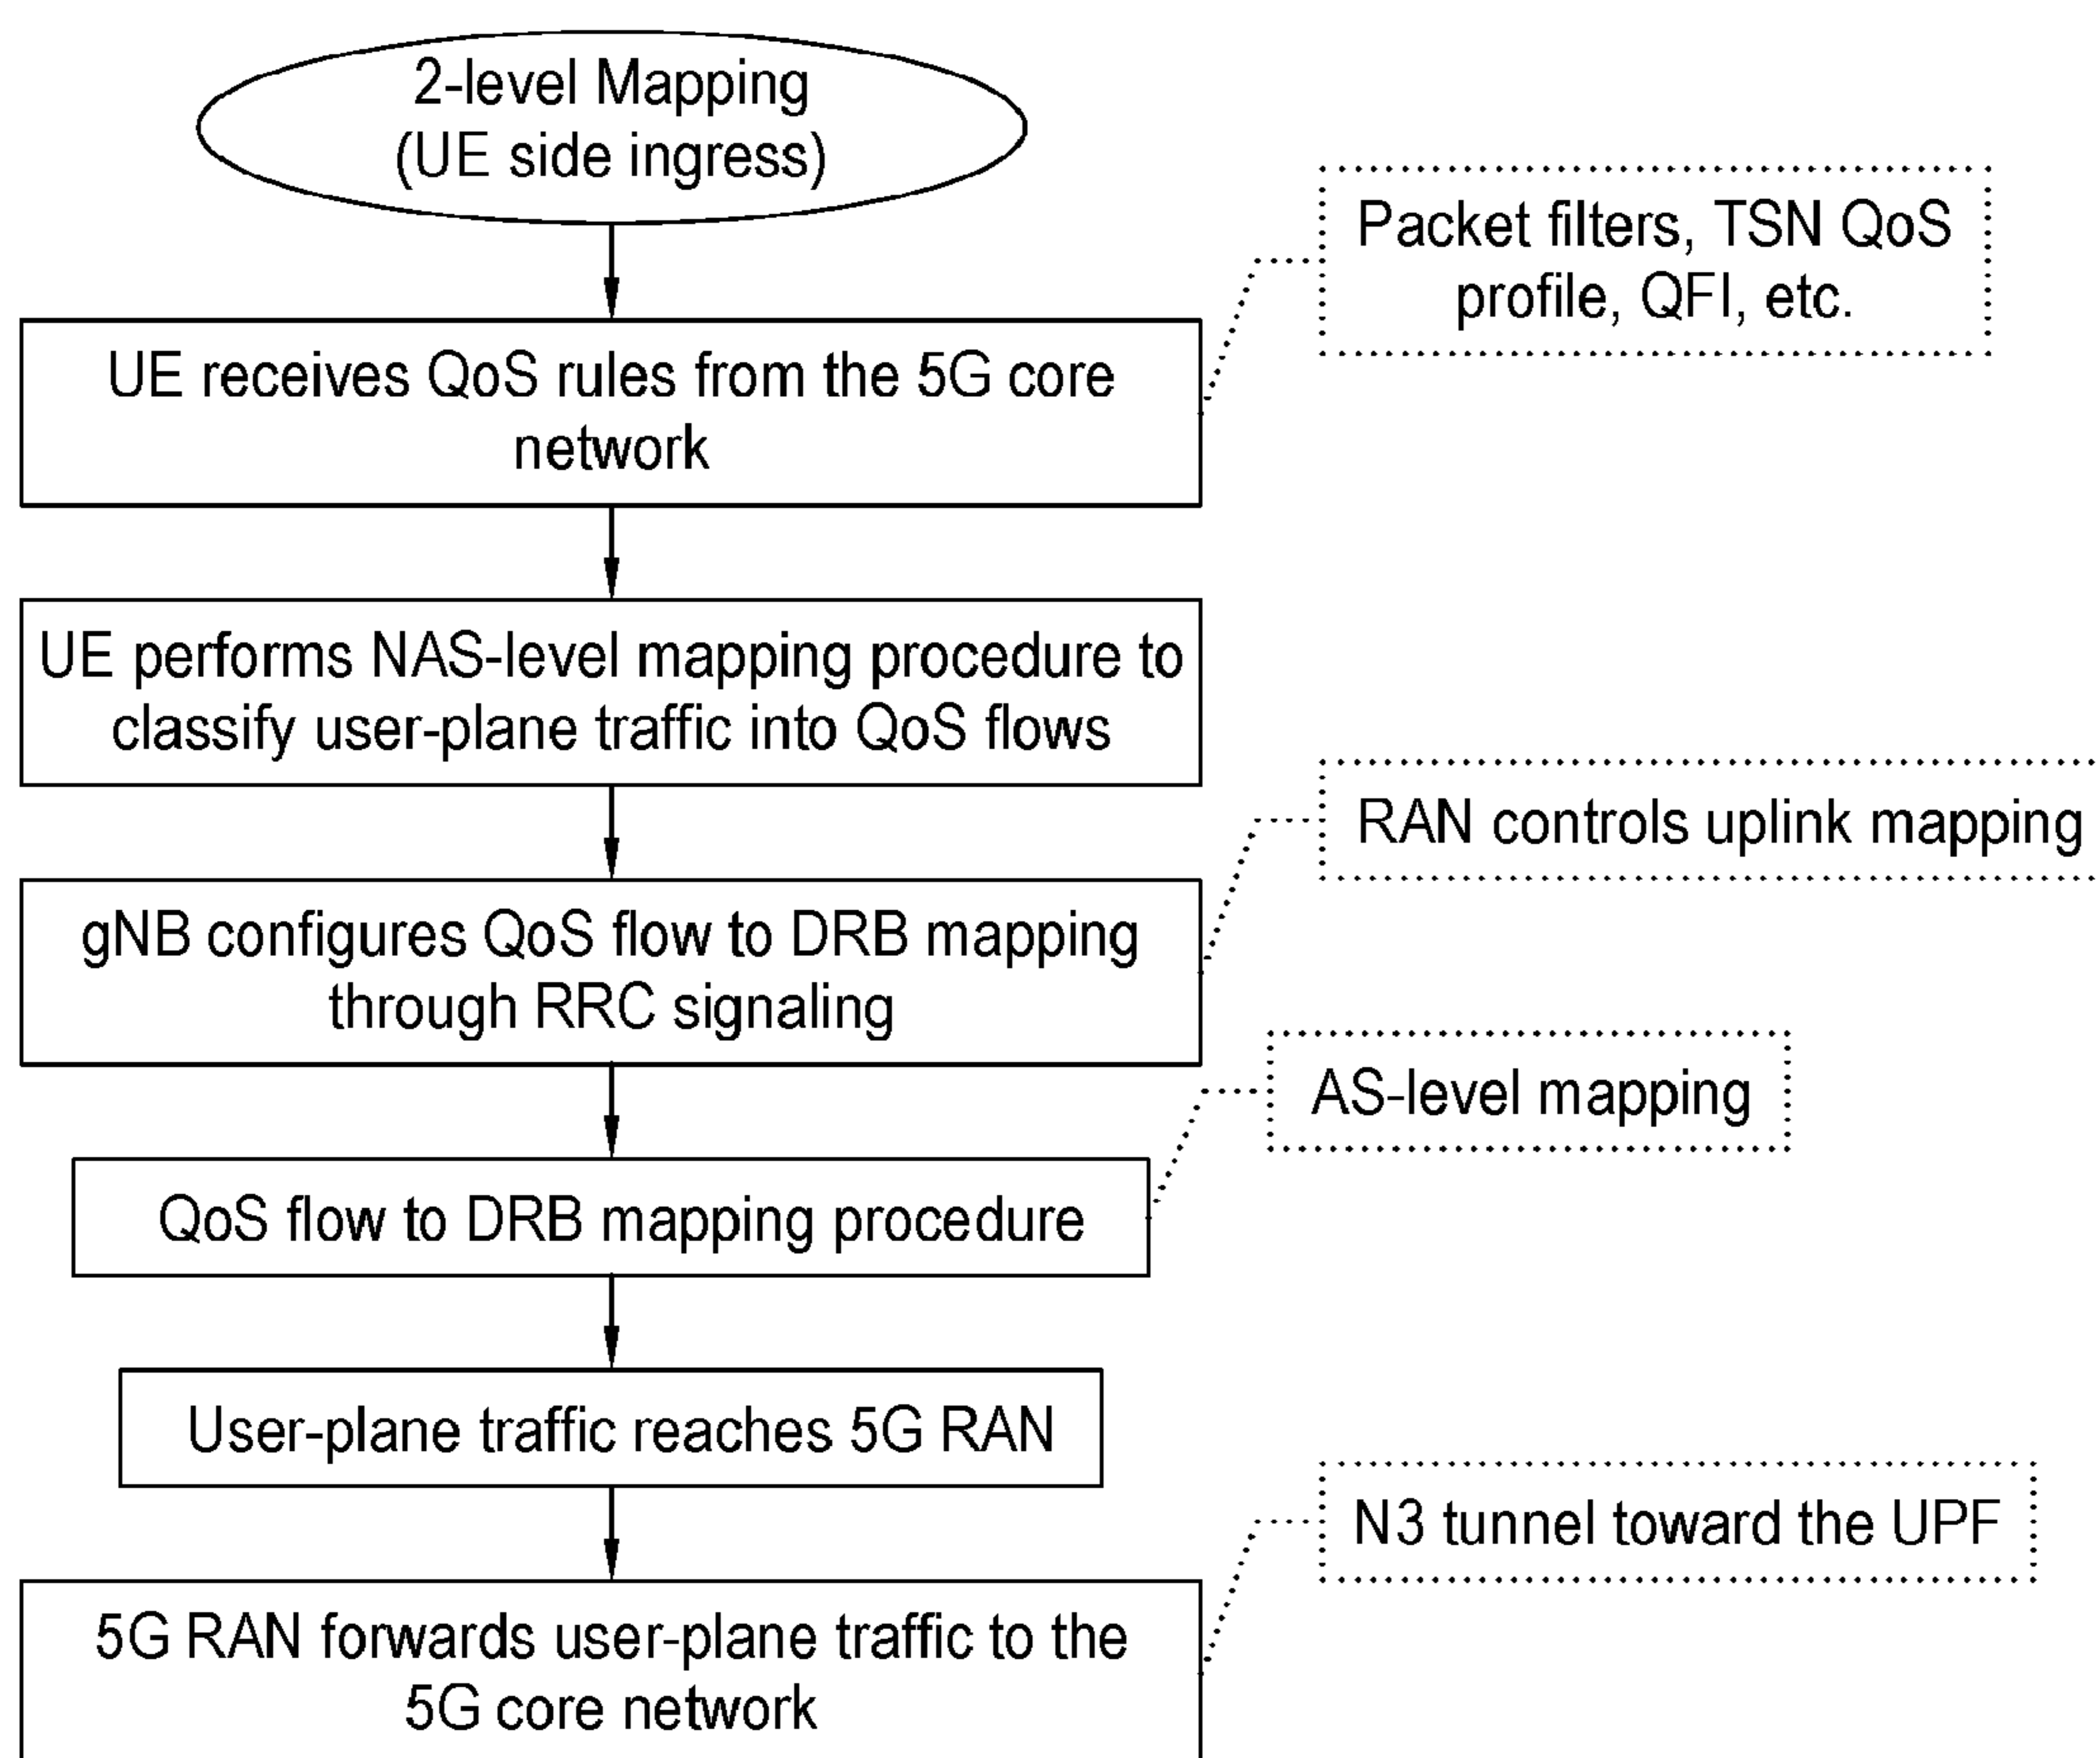 2-level Mapping
(UE side ingress)
Packet filters, TSN QoS
profile, QFI, etc.
UE receives QoS rules from the 5G core
network
UE performs NAS-level mapping procedure to
classify user-plane traffic into QoS flows
RAN controls uplink mapping
gNB configures QoS flow to DRB mapping
through RRC signaling
AS-level mapping
QoS flow to DRB mapping procedure
User-plane traffic reaches 5G RAN
N3 tunnel toward the UPF
5G RAN forwards user-plane traffic to the
5G core network